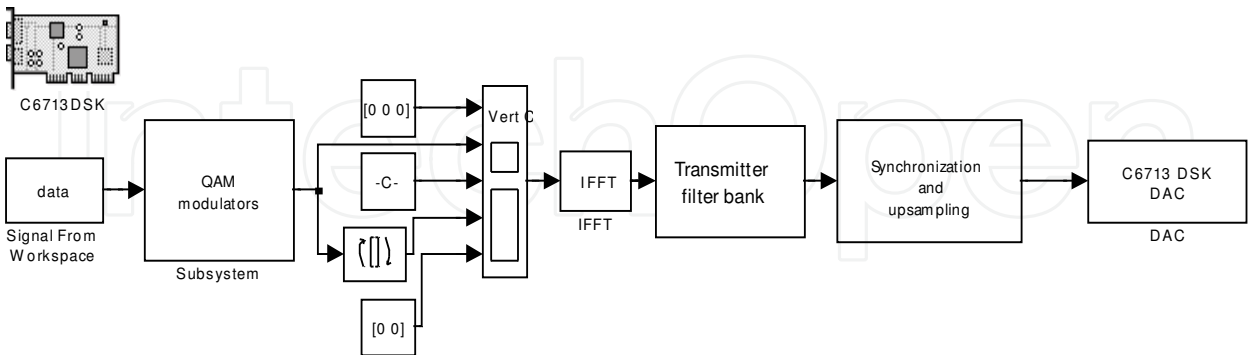 C6713DSK
data
Signal From
Workspace
QAM
modulators
Subsystem
[0 0 0]
-C-
[0 0]
Vert C
IFFT
IFFT
Transmitter
filter bank
Synchronization
and
upsampling
C6713 DSK
DAC
DAC
IntechOpen